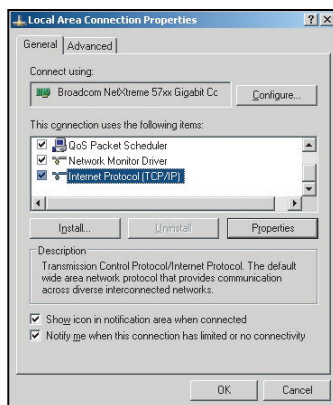 Local Area Connection Properties
General Advanced
Connect using:
Broadcom NetXtreme 57xx Gigabit Cc
Configure...
This connection uses the following items:
QoS Packet Scheduler
Network Monitor Driver
Internet Protocol (TCP/IP)
Install... Uninstall Properties
Description
Transmission Control Protocol/Internet Protocol. The default
wide area network protocol that provides communication
across diverse interconnected networks.
Show icon in notification area when connected
Notify me when this connection has limited or no connectivity
OK Cancel